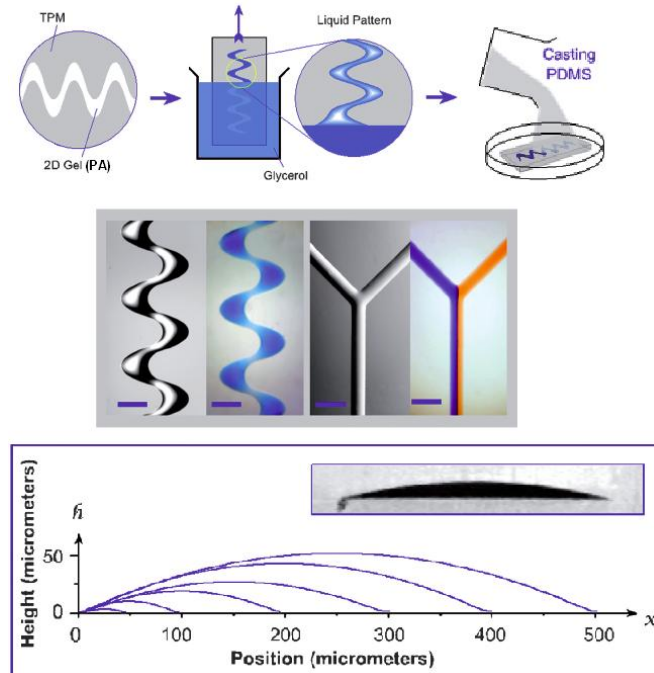 TPM
Liquid Pattern
Casting
PDMS
2D Gel (PA)
Glycerol
Height (micrometers)
ℏ
50
0
0
100
200
300
400
500
x
Position (micrometers)